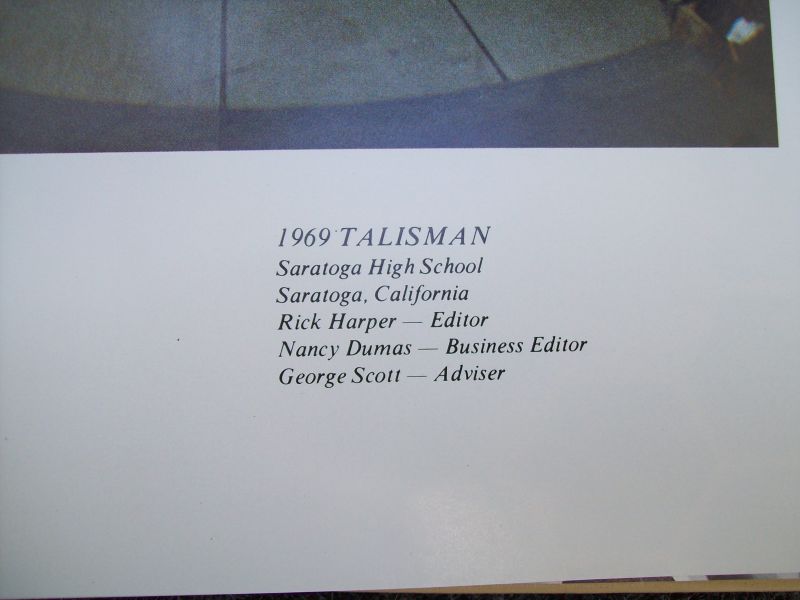 1969 TALISMAN
Saratoga High School
Saratoga, California
Rick Harper — Editor
Nancy Dumas — Business Editor
George Scott — Adviser